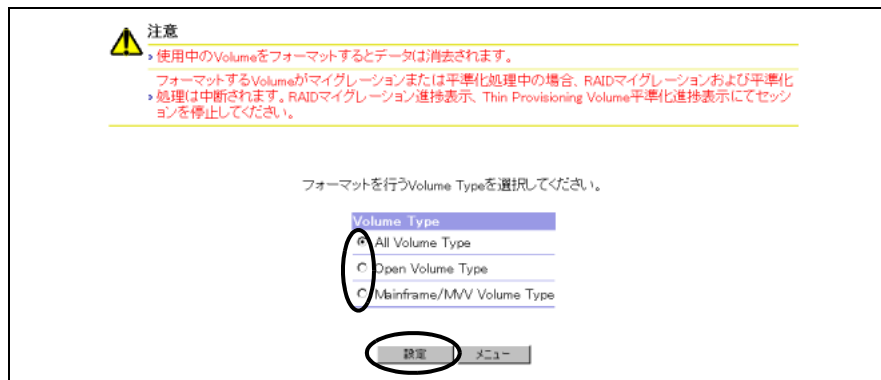 注意
使用中のVolumeをフォーマットするとデータは消去されます。
フォーマットするVolumeがマイグレーションまたは平準化処理中の場合、RAIDマイグレーションおよび平準化
処理は中断されます。RAIDマイグレーション進捗表示、Thin Provisioning Volume平準化進捗表示にてセッシ
ョンを停止してください。
フォーマットを行うVolume Typeを選択してください。
Volume Type
All Volume Type
Open Volume Type
Mainframe/MVV Volume Type
設定 メニュー